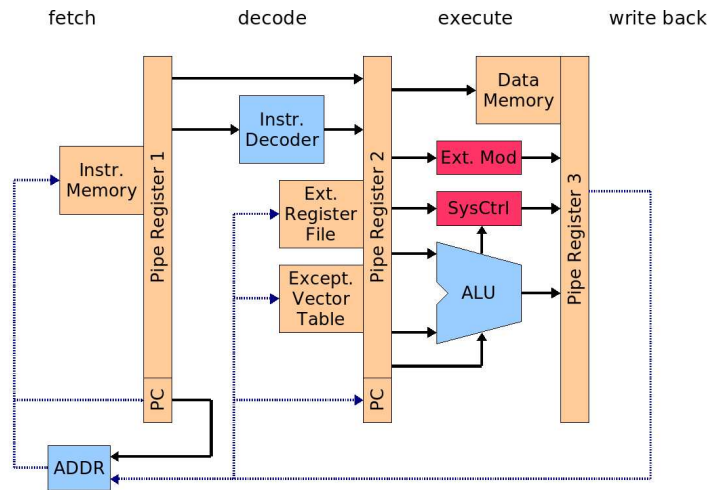 fetch
decode
execute
write back
Pipe Register 1
Instr.
Memory
Instr.
Decoder
Pipe Register 2
Ext.
Register
File
Except.
Vector
Table
Data
Memory
Ext. Mod
SysCtrl
ALU
Pipe Register 3
PC
PC
ADDR